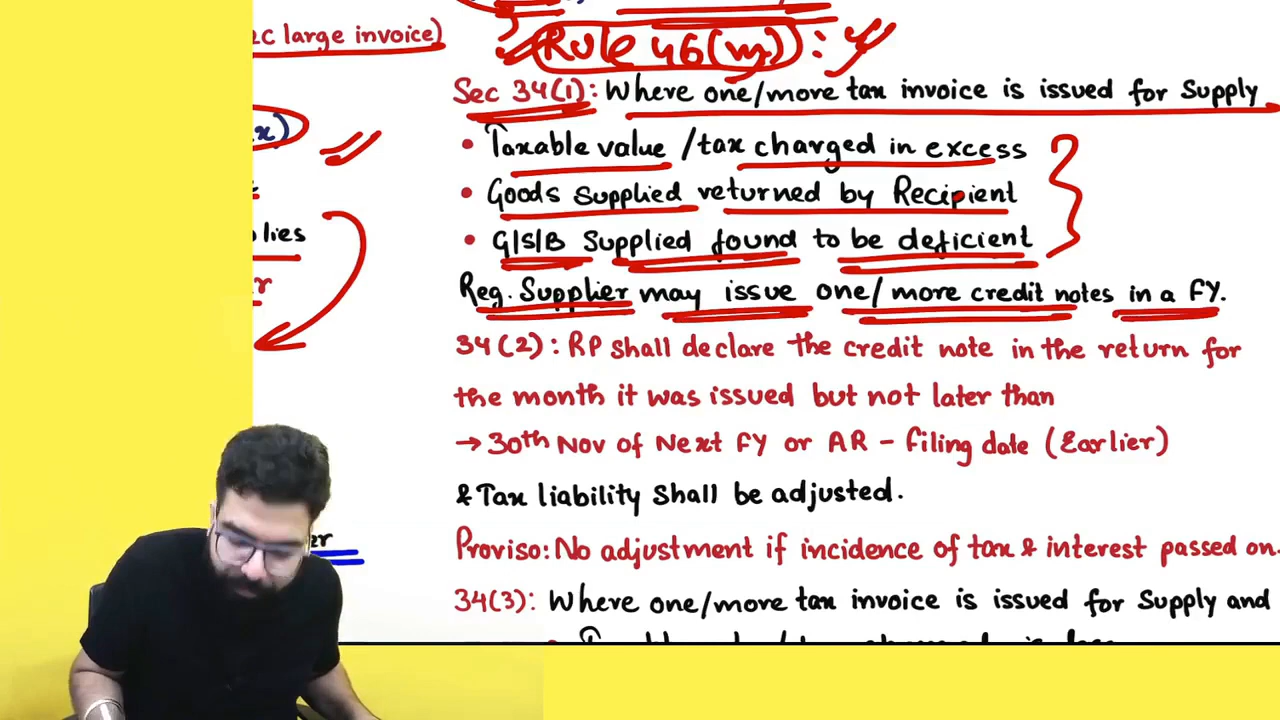 2C large invoice)
Rule 46(m):
Sec 34(1): Where one/more tax invoice is issued for Supply
x)
• Taxable value /tax charged in excess
• Goods supplied returned by Recipient
plies
• G/S/B Supplied found to be deficient
Reg. Supplier may issue one/more credit notes in a FY.
34(2): RP shall declare the credit note in the return for
the month it was issued but not later than
→ 30th Nov of Next FY or AR - filing date (Earlier)
& Tax liability shall be adjusted.
er
Proviso: No adjustment if incidence of tax & interest passed on.
34(3): Where one/more tax invoice is issued for Supply and